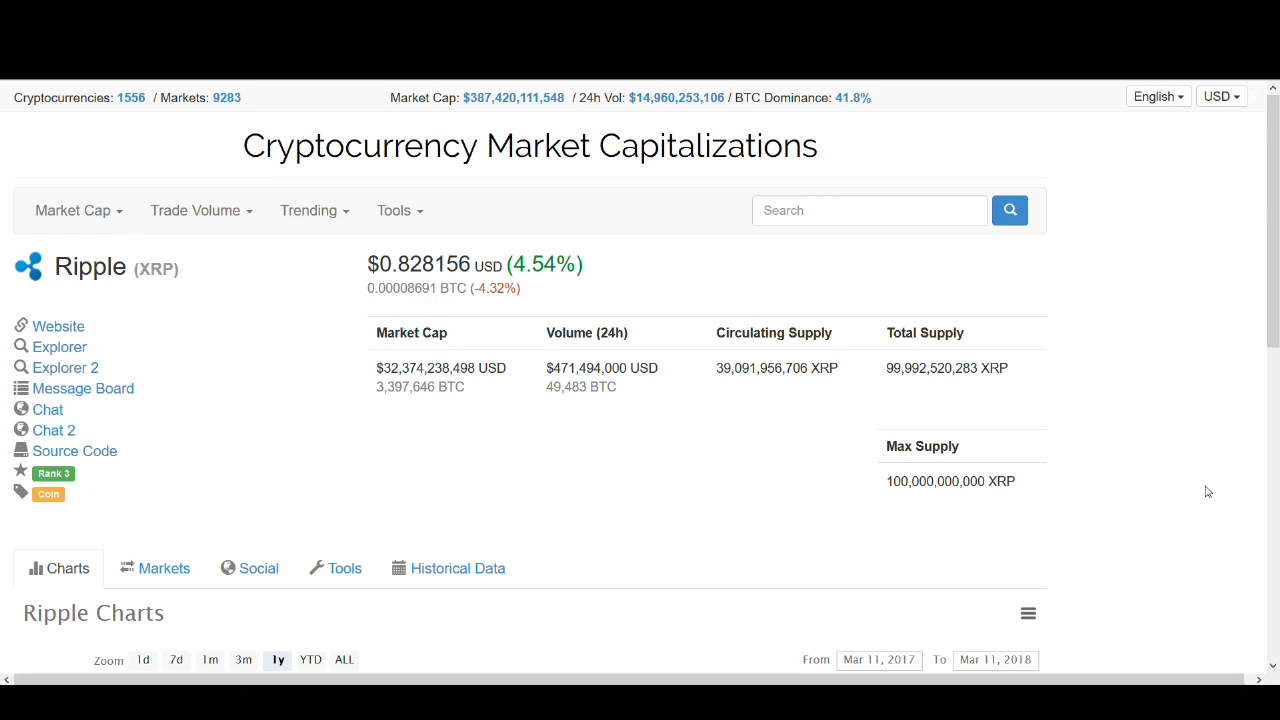 Cryptocurrencies: 1556 / Markets: 9283 Market Cap: $387,420,111,548 / 24h Vol: $14,960,253,106 / BTC Dominance: 41.8% English USD
Cryptocurrency Market Capitalizations
Market Cap Trade Volume Trending Tools Search
Ripple (XRP) $0.828156 USD (4.54%)
0.00008691 BTC (-4.32%)
Website
Explorer
Explorer 2
Message Board
Chat
Chat 2
Source Code
Rank 3
Coin
Market Cap Volume (24h) Circulating Supply Total Supply
$32,374,238,498 USD $471,494,000 USD 39,091,956,706 XRP 99,992,520,283 XRP
3,397,646 BTC 49,483 BTC
Max Supply
100,000,000,000 XRP
Charts Markets Social Tools Historical Data
Ripple Charts
Zoom 1d 7d 1m 3m 1y YTD ALL From Mar 11, 2017 To Mar 11, 2018